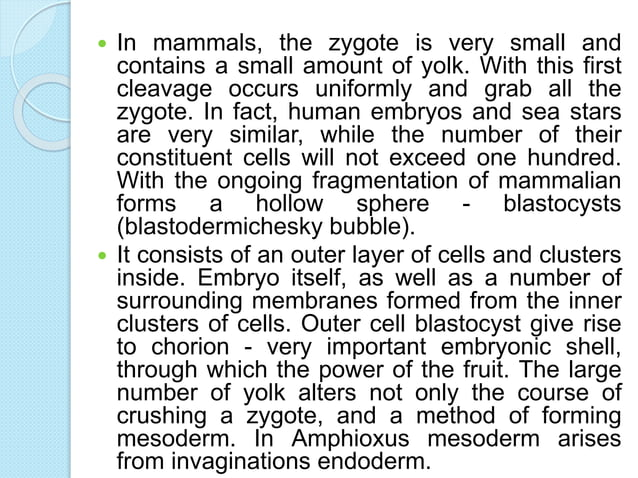 In mammals, the zygote is very small and
contains a small amount of yolk. With this first
cleavage occurs uniformly and grab all the
zygote. In fact, human embryos and sea stars
are very similar, while the number of their
constituent cells will not exceed one hundred.
With the ongoing fragmentation of mammalian
forms a hollow sphere - blastocysts
(blastodermichesky bubble).
It consists of an outer layer of cells and clusters
inside. Embryo itself, as well as a number of
surrounding membranes formed from the inner
clusters of cells. Outer cell blastocyst give rise
to chorion - very important embryonic shell,
through which the power of the fruit. The large
number of yolk alters not only the course of
crushing a zygote, and a method of forming
mesoderm. In Amphioxus mesoderm arises
from invaginations endoderm.